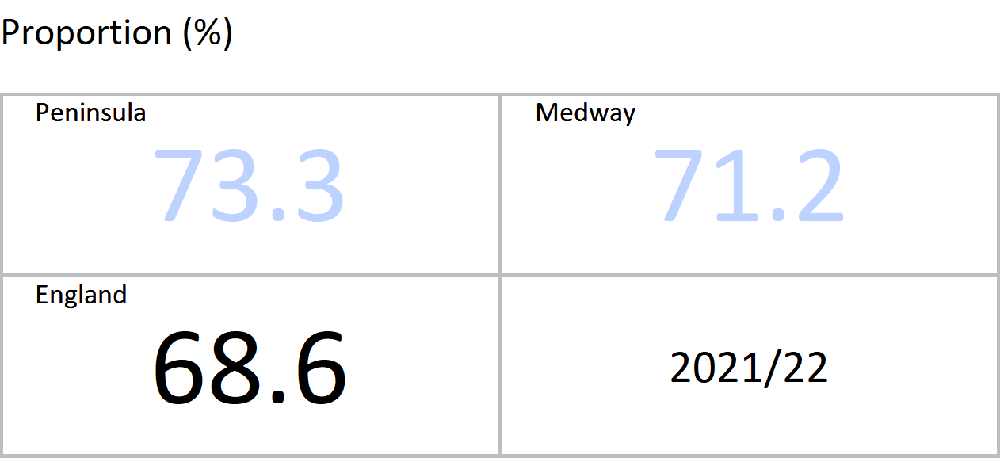 Proportion (%)
Peninsula
73.3
Medway
71.2
England
68.6
2021/22